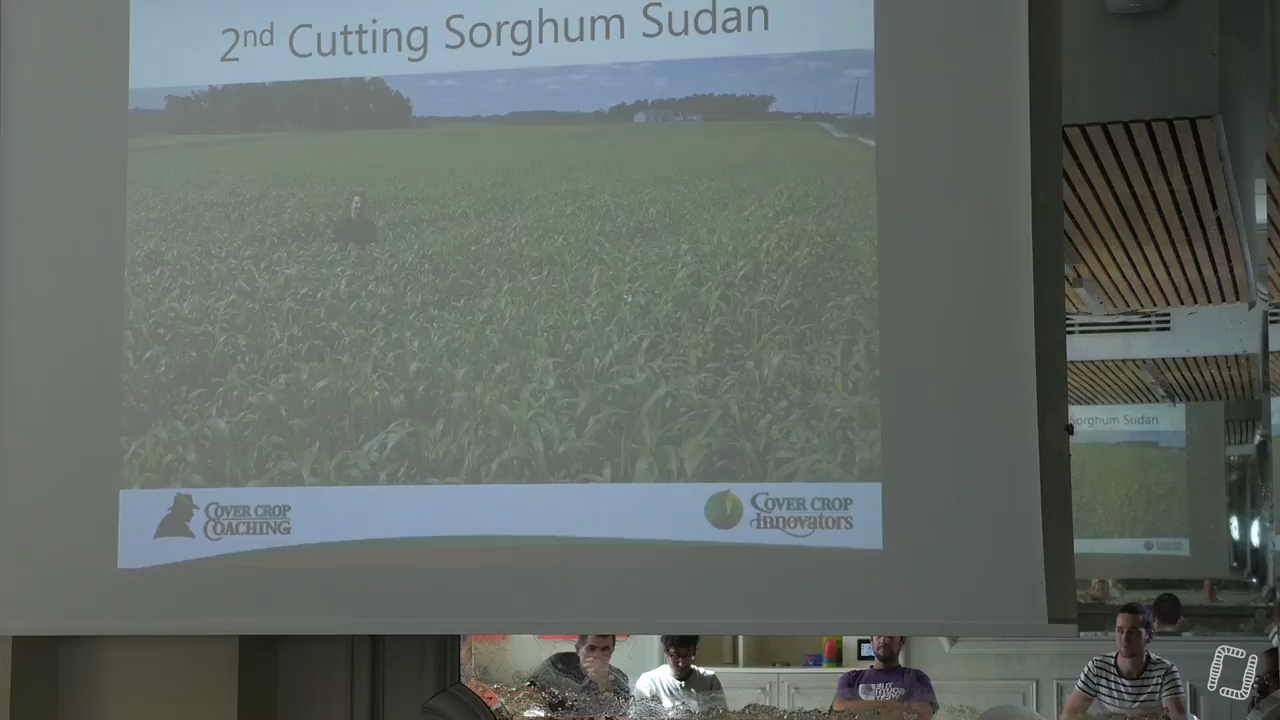 2nd Cutting Sorghum Sudan
COVER CROP
COACHING
COVER CROP
Innovators
Sorghum Sudan